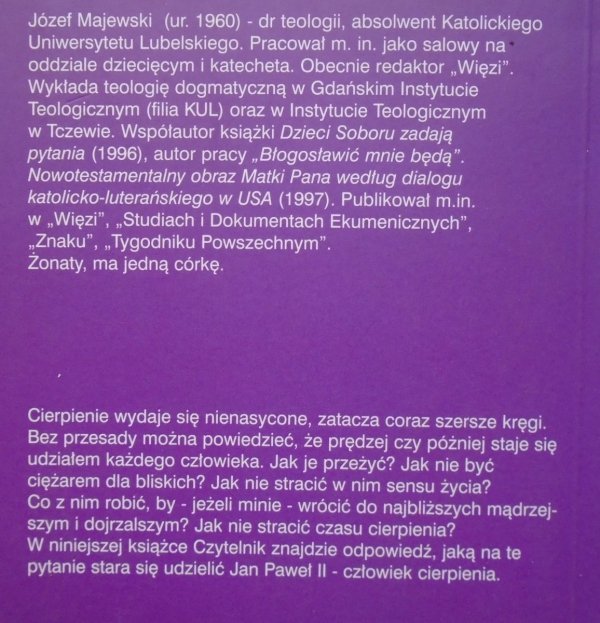 Józef Majewski (ur. 1960) - dr teologii, absolwent Katolickiego
Uniwersytetu Lubelskiego. Pracował m. in. jako salowy na
oddziale dziecięcym i katecheta. Obecnie redaktor „Więzi”.
Wykłada teologię dogmatyczną w Gdańskim Instytucie
Teologicznym (filia KUL) oraz w Instytucie Teologicznym
w Tczewie. Współautor książki Dzieci Soboru zadają
pytania (1996), autor pracy „Błogosławić mnie będą”.
Nowotestamentalny obraz Matki Pana według dialogu
katolicko-luterańskiego w USA (1997). Publikował m.in.
w „Więzi”, „Studiach i Dokumentach Ekumenicznych”,
„Znaku”, „Tygodniku Powszechnym”.
Żonaty, ma jedną córkę.
Cierpienie wydaje się nienasycone, zatacza coraz szersze kręgi.
Bez przesady można powiedzieć, że prędzej czy później staje się
udziałem każdego człowieka. Jak je przeżyć? Jak nie być
ciężarem dla bliskich? Jak nie stracić w nim sensu życia?
Co z nim robić, by - jeżeli minie - wrócić do najbliższych mądrzej-
szym i dojrzalszym? Jak nie stracić czasu cierpienia?
W niniejszej książce Czytelnik znajdzie odpowiedź, jaką na te
pytanie stara się udzielić Jan Paweł II - człowiek cierpienia.